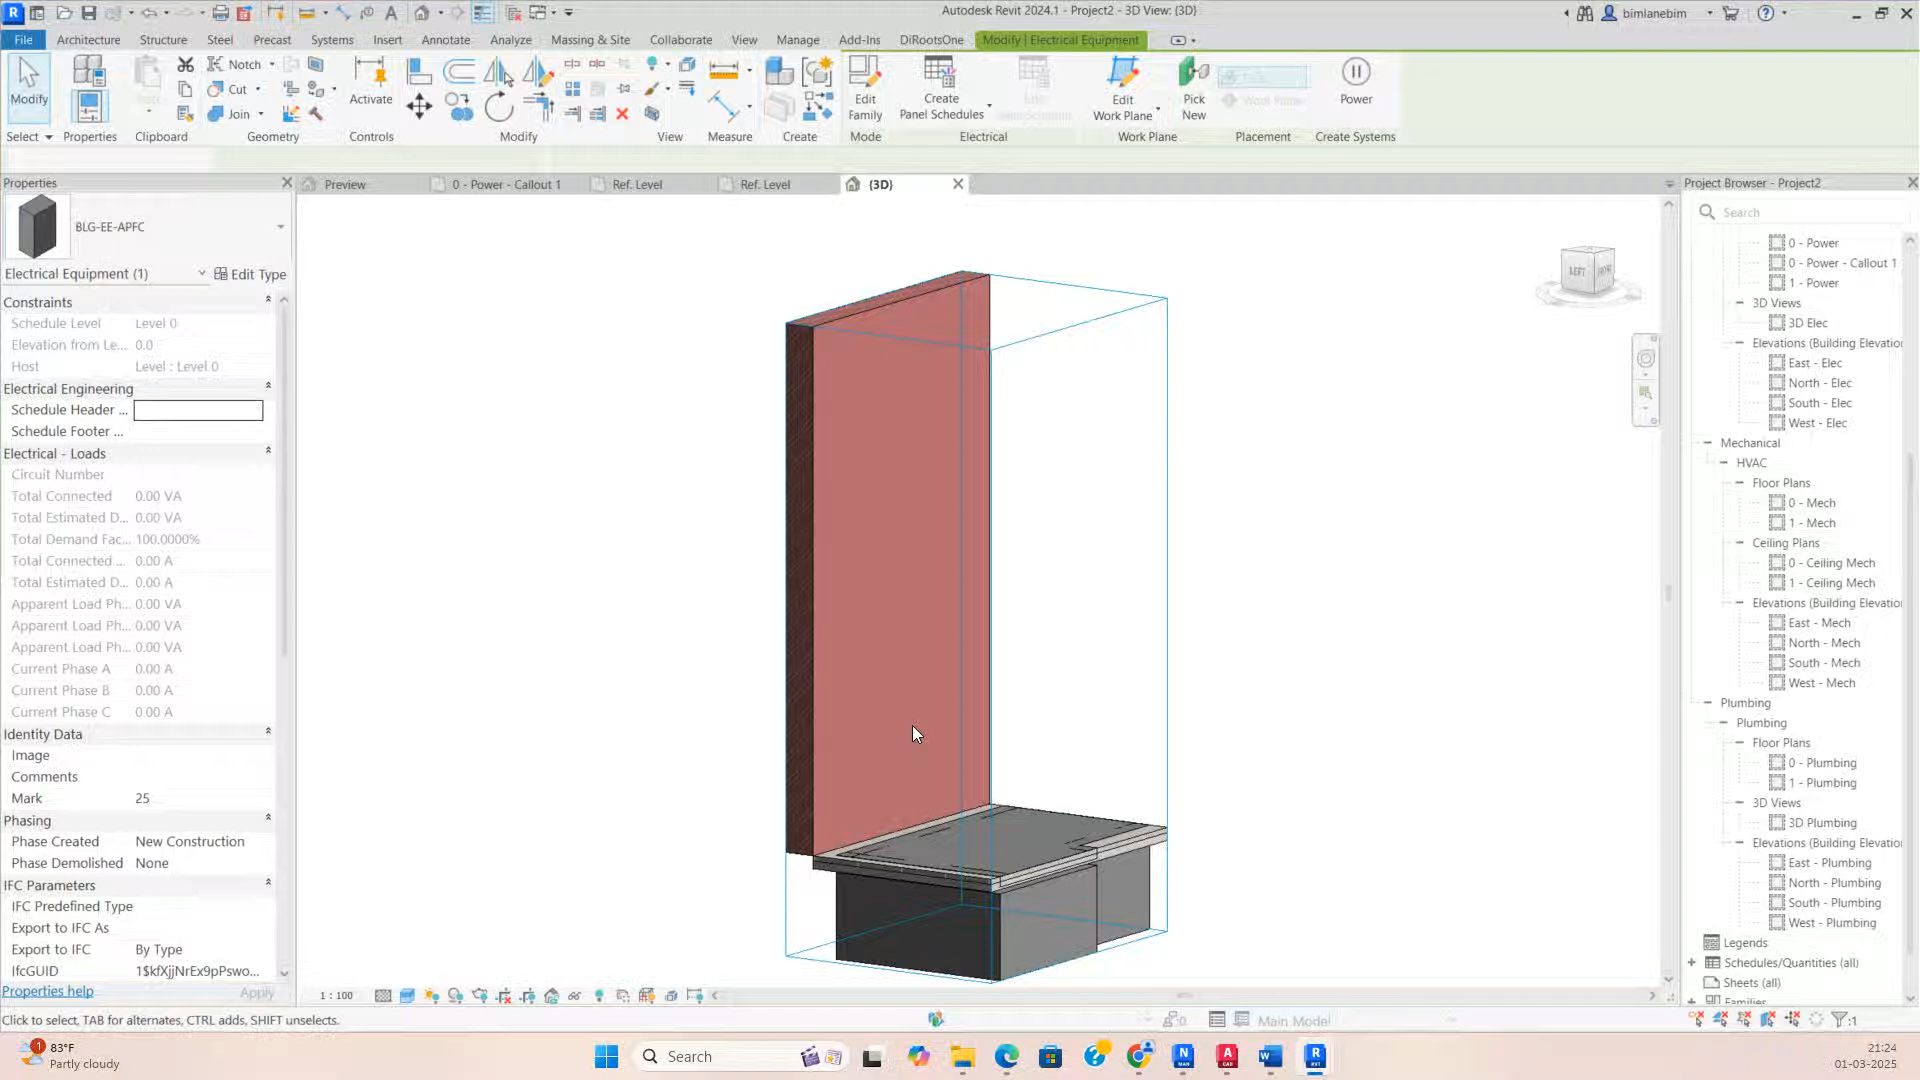 Autodesk Revit 2024.1 - Project2 - 3D View: {3D}
bimlanebim
File
Architecture
Structure
Steel
Precast
Systems
Insert
Annotate
Analyze
Massing & Site
Collaborate
View
Manage
Add-Ins
DiRootsOne
Modify | Electrical Equipment
Modify
Notch
Cut
Join
Activate
Edit
Family
Create
Panel Schedules
Edit
Work Plane
Pick
New
Power
Select
Properties
Clipboard
Geometry
Controls
Modify
View
Measure
Create
Mode
Electrical
Work Plane
Placement
Create Systems
Properties
BLG-EE-APFC
Electrical Equipment (1)
Edit Type
Constraints
Schedule Level Level 0
Elevation from Le... 0.0
Host Level : Level 0
Electrical Engineering
Schedule Header ...
Schedule Footer ...
Electrical - Loads
Circuit Number
Total Connected 0.00 VA
Total Estimated D... 0.00 VA
Total Demand Fac... 100.0000%
Total Connected ... 0.00 A
Total Estimated D... 0.00 A
Apparent Load Ph... 0.00 VA
Apparent Load Ph... 0.00 VA
Apparent Load Ph... 0.00 VA
Current Phase A 0.00 A
Current Phase B 0.00 A
Current Phase C 0.00 A
Identity Data
Image
Comments
Mark 25
Phasing
Phase Created New Construction
Phase Demolished None
IFC Parameters
IFC Predefined Type
Export to IFC As
Export to IFC By Type
IfcGUID 1$kfXjjNrEx9pPswo...
Properties help
Apply
Preview
0 - Power - Callout 1
Ref. Level
Ref. Level
{3D}
LEFT
FRONT
1 : 100
Project Browser - Project2
Search
0 - Power
0 - Power - Callout 1
1 - Power
3D Views
3D Elec
Elevations (Building Elevatio
East - Elec
North - Elec
South - Elec
West - Elec
Mechanical
HVAC
Floor Plans
0 - Mech
1 - Mech
Ceiling Plans
0 - Ceiling Mech
1 - Ceiling Mech
Elevations (Building Elevatio
East - Mech
North - Mech
South - Mech
West - Mech
Plumbing
Plumbing
Floor Plans
0 - Plumbing
1 - Plumbing
3D Views
3D Plumbing
Elevations (Building Elevatio
East - Plumbing
North - Plumbing
South - Plumbing
West - Plumbing
Legends
Schedules/Quantities (all)
Sheets (all)
Families
Click to select, TAB for alternates, CTRL adds, SHIFT unselects.
:0
Main Model
:1
1
83°F
Partly cloudy
Search
21:24
01-03-2025